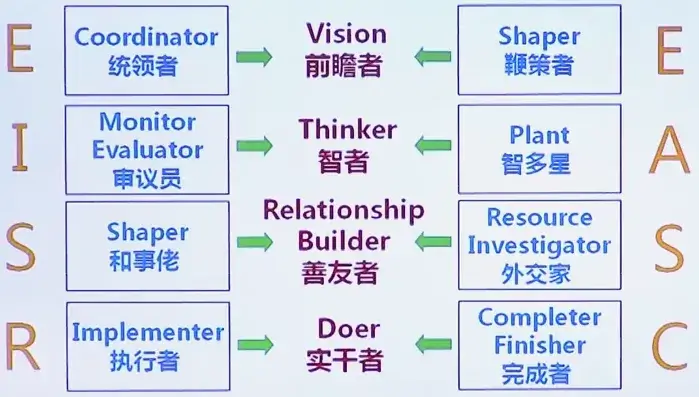 E
Coordinator
统领者
Vision
前瞻者
Shaper
鞭策者
E
I
Monitor
Evaluator
审议员
Thinker
智者
Plant
智多星
A
S
Shaper
和事佬
Relationship
Builder
善友者
Resource
Investigator
外交家
S
R
Implementer
执行者
Doer
实干者
Completer
Finisher
完成者
C